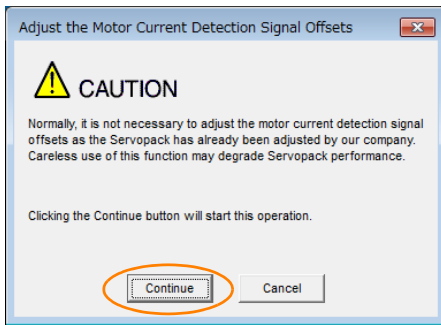 Adjust the Motor Current Detection Signal Offsets
CAUTION
Normally, it is not necessary to adjust the motor current detection signal
offsets as the Servopack has already been adjusted by our company.
Careless use of this function may degrade Servopack performance.
Clicking the Continue button will start this operation.
Continue Cancel